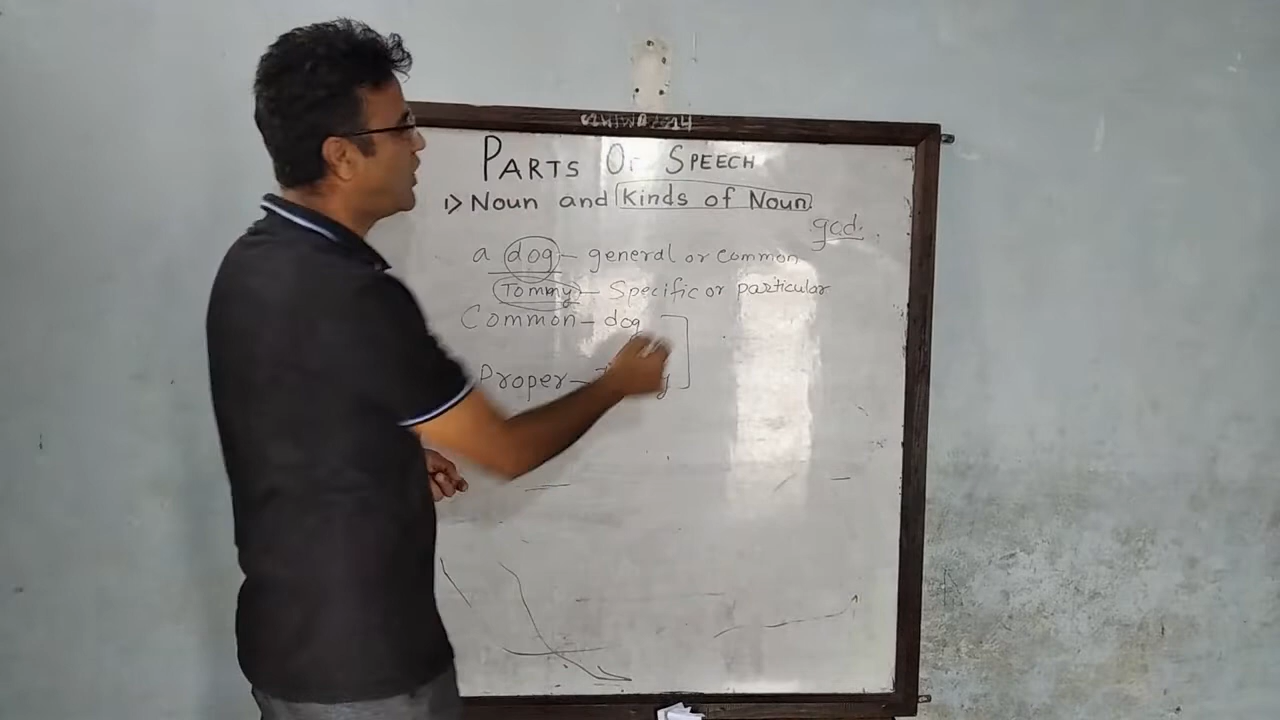 PARTS OF SPEECH
1> Noun and Kinds of Noun
god.
a dog - general or common
Tommy - Specific or particular
Common - dog
Proper -